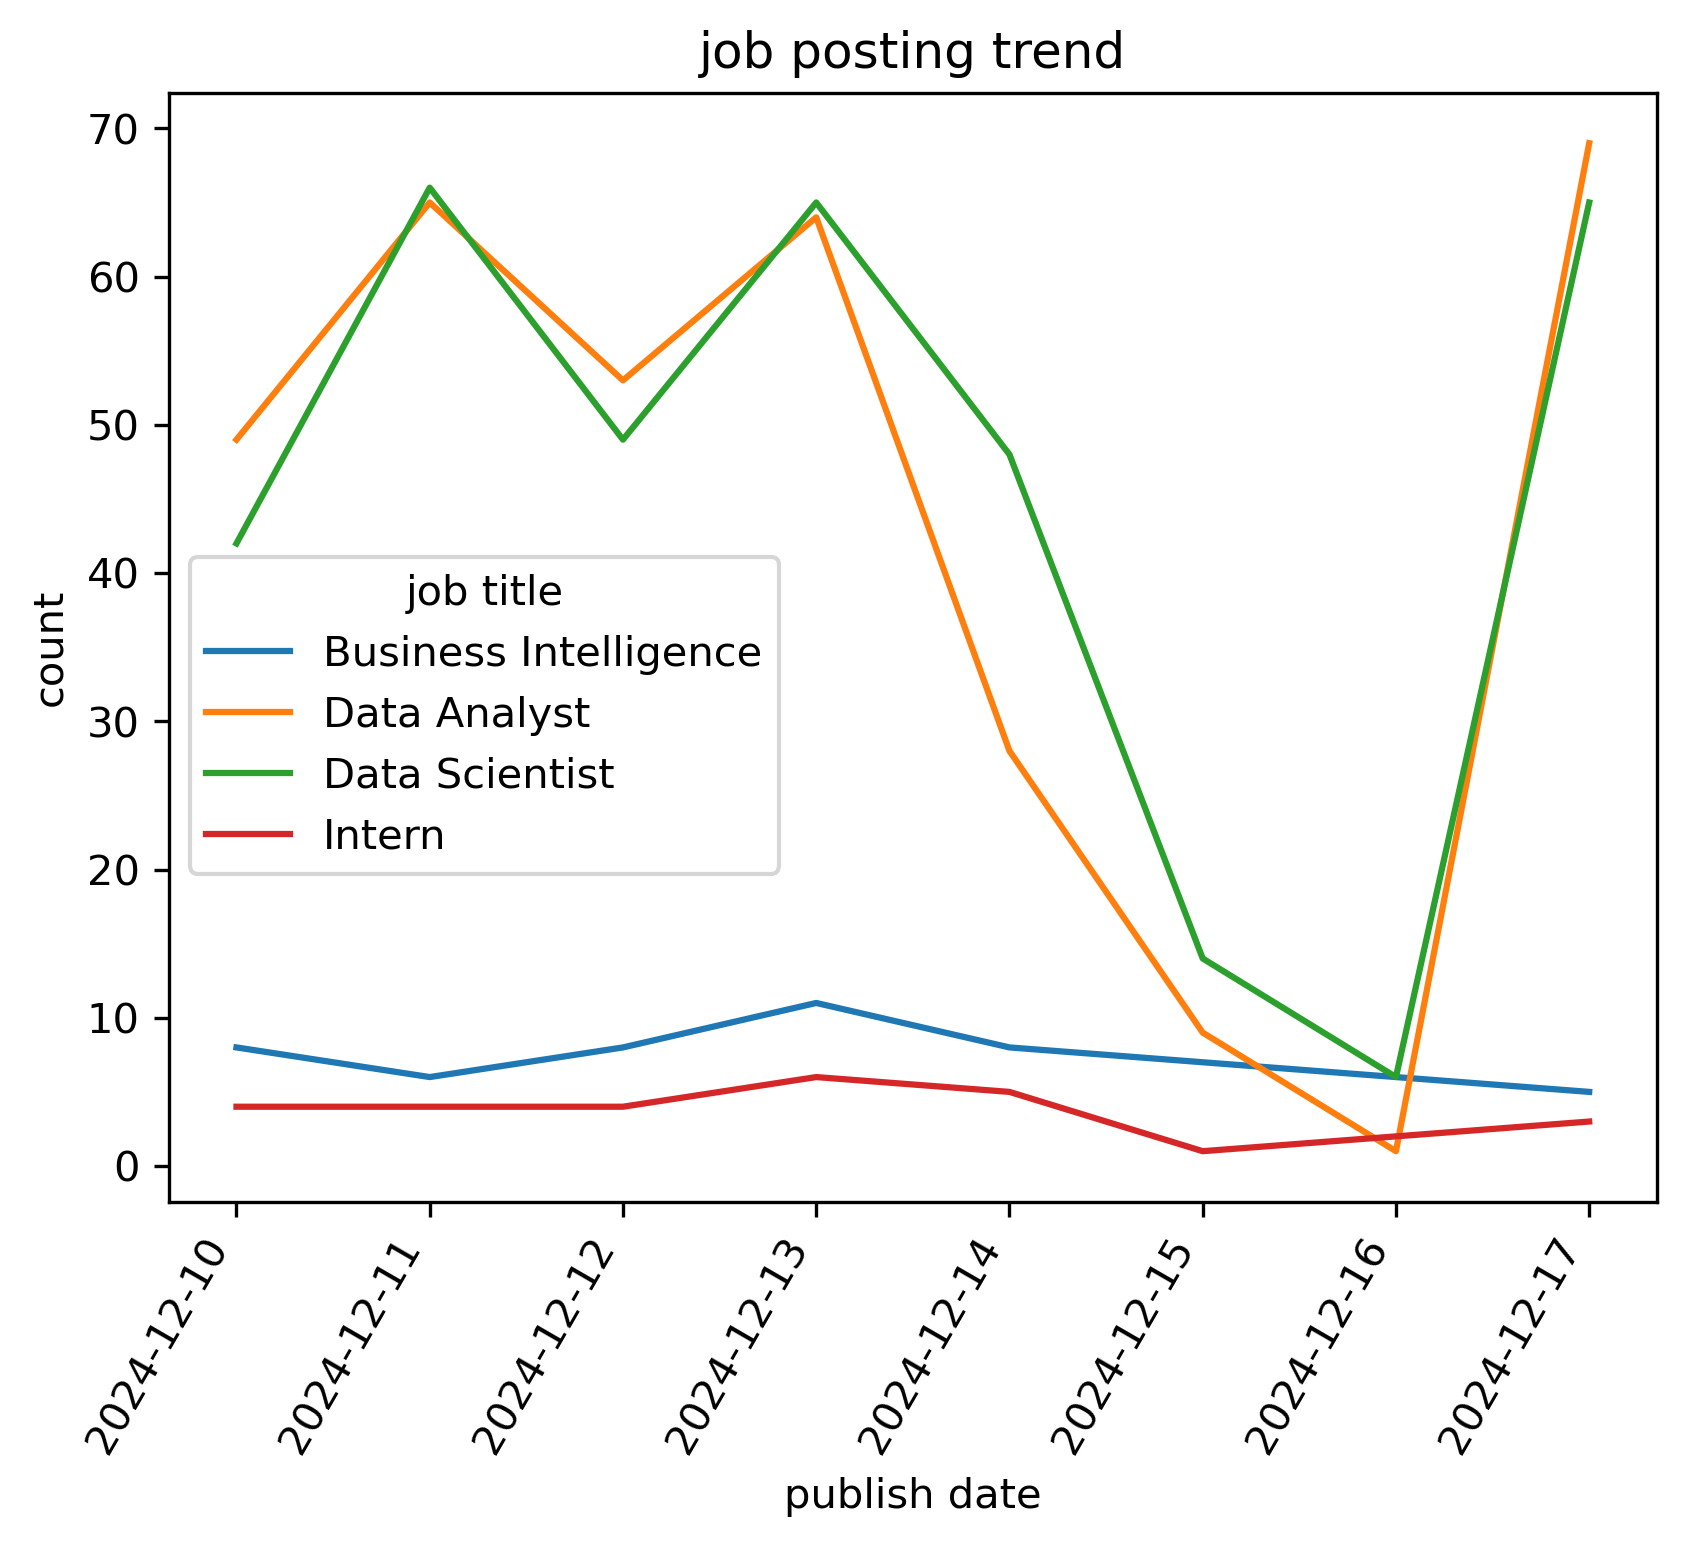 job posting trend
70
60
50
40
30
20
10
0
count
job title
Business Intelligence
Data Analyst
Data Scientist
Intern
2024-12-10
2024-12-11
2024-12-12
2024-12-13
2024-12-14
2024-12-15
2024-12-16
2024-12-17
publish date